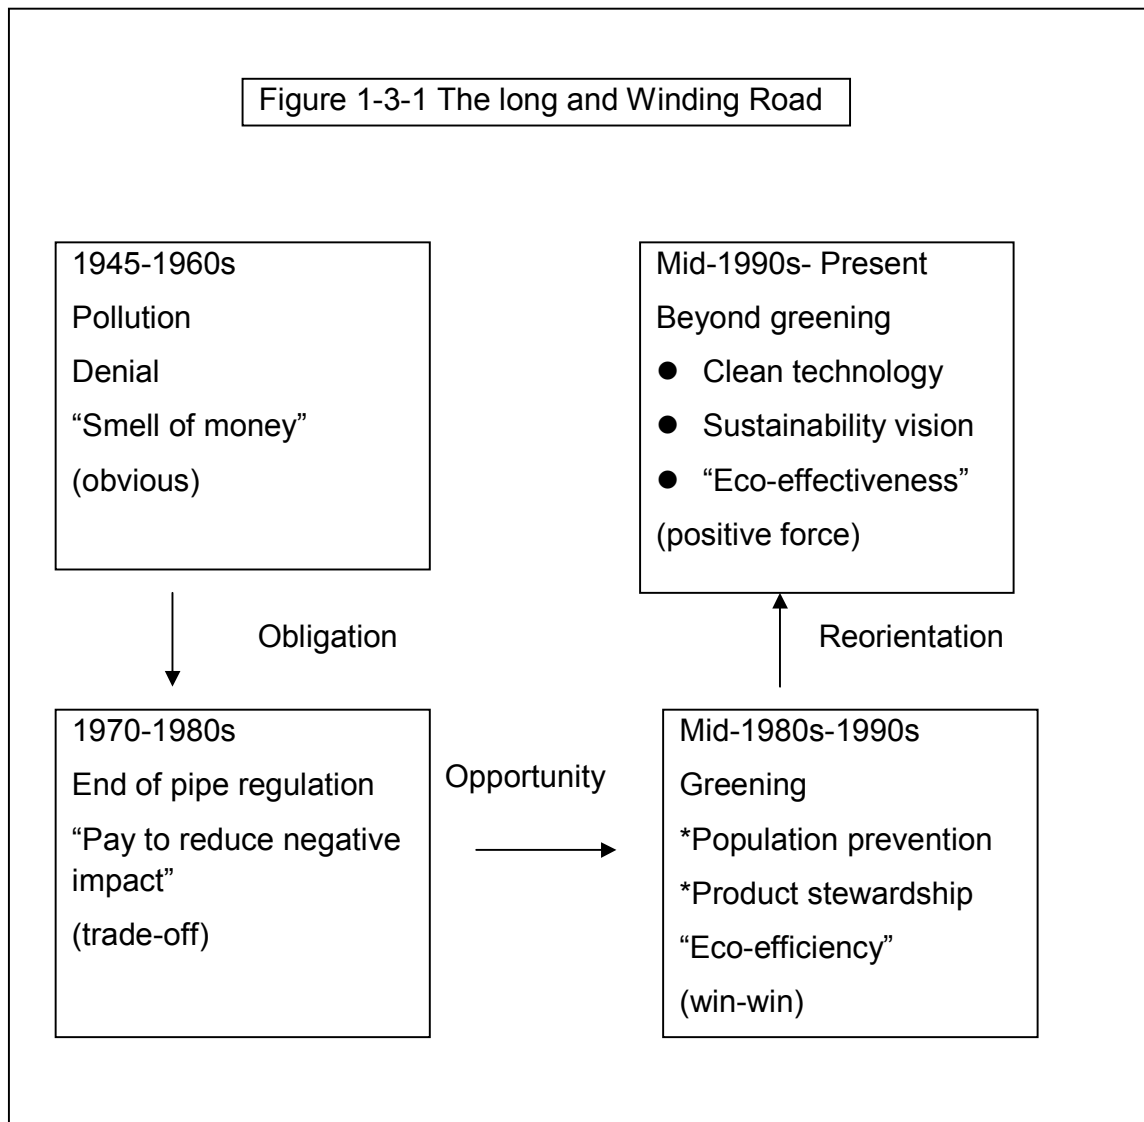 Figure 1-3-1 The long and Winding Road
1945-1960s
Pollution
Denial
“Smell of money”
(obvious)
Obligation
1970-1980s
End of pipe regulation
“Pay to reduce negative
impact”
(trade-off)
Opportunity
Mid-1980s-1990s
Greening
*Population prevention
*Product stewardship
“Eco-efficiency”
(win-win)
Reorientation
Mid-1990s- Present
Beyond greening
● Clean technology
● Sustainability vision
● “Eco-effectiveness”
(positive force)